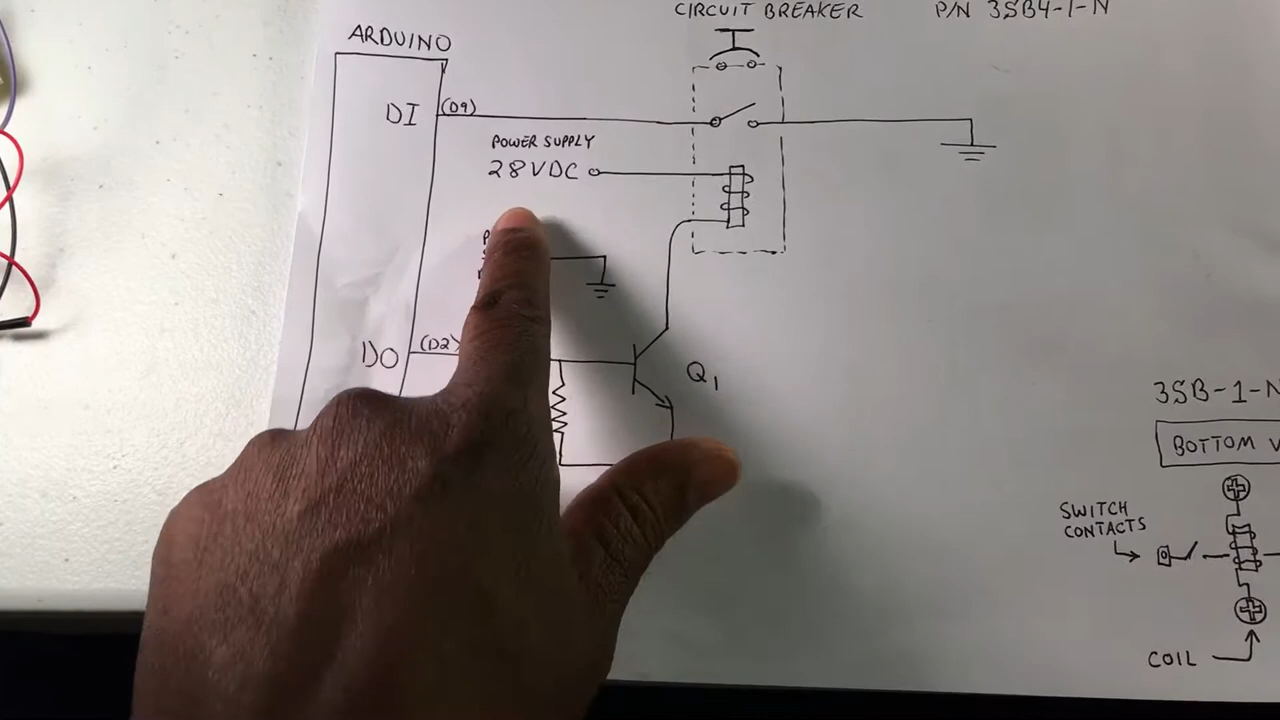 CIRCUIT BREAKER P/N 3SB4-1-N
ARDUINO
DI (D9)
POWER SUPPLY
28VDC
DO (D2)
Q1
3SB-1-N
BOTTOM
SWITCH
CONTACTS
COIL